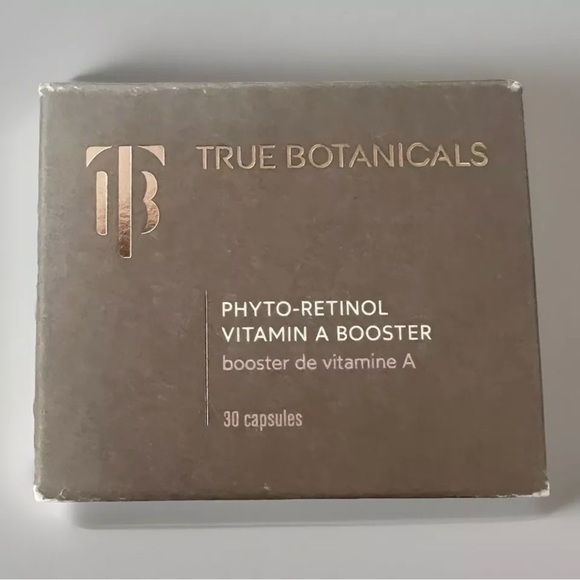 TB
TRUE BOTANICALS
PHYTO-RETINOL
VITAMIN A BOOSTER
booster de vitamine A
30 capsules